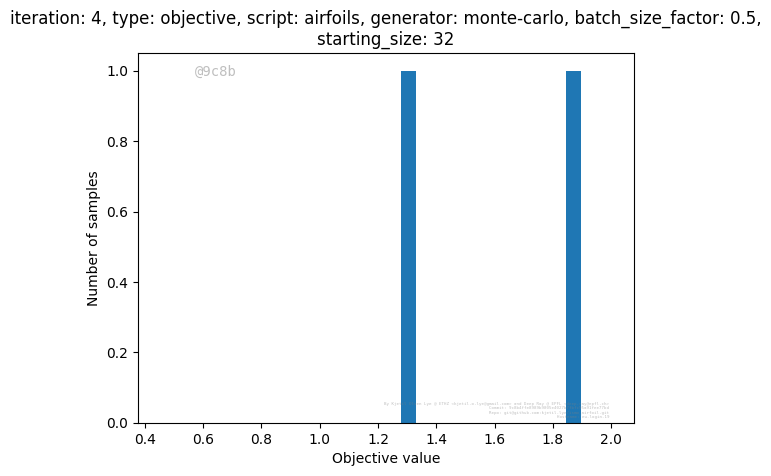 iteration: 4, type: objective, script: airfoils, generator: monte-carlo, batch_size_factor: 0.5,
starting_size: 32
@9c8b
1.0
0.8
0.6
0.4
0.2
0.0
Number of samples
0.4 0.6 0.8 1.0 1.2 1.4 1.6 1.8 2.0
Objective value